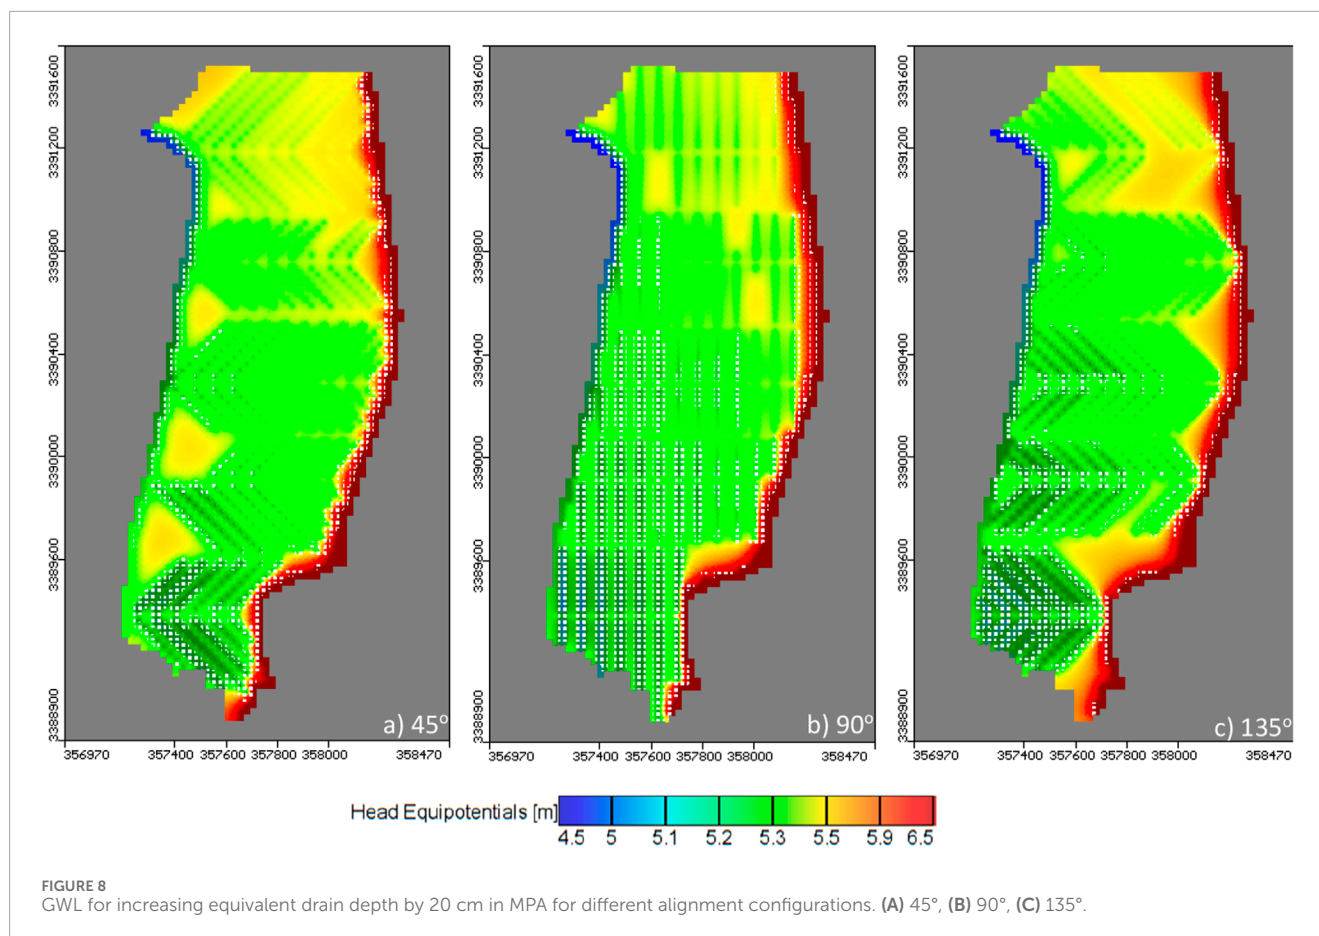 3391600
3391200
3390800
3390400
3390000
3389600
3388900
a) 45º
356970 357400 357600 357800 358000 358470
3391600
3391200
3390800
3390400
3390000
3389600
3388900
b) 90º
356970 357400 357600 357800 358000 358470
3391600
3391200
3390800
3390400
3390000
3389600
3388900
c) 135º
356970 357400 357600 357800 358000 358470
Head Equipotentials [m]
4.5 5 5.1 5.2 5.3 5.5 5.9 6.5
FIGURE 8
GWL for increasing equivalent drain depth by 20 cm in MPA for different alignment configurations. (A) 45°, (B) 90°, (C) 135°.